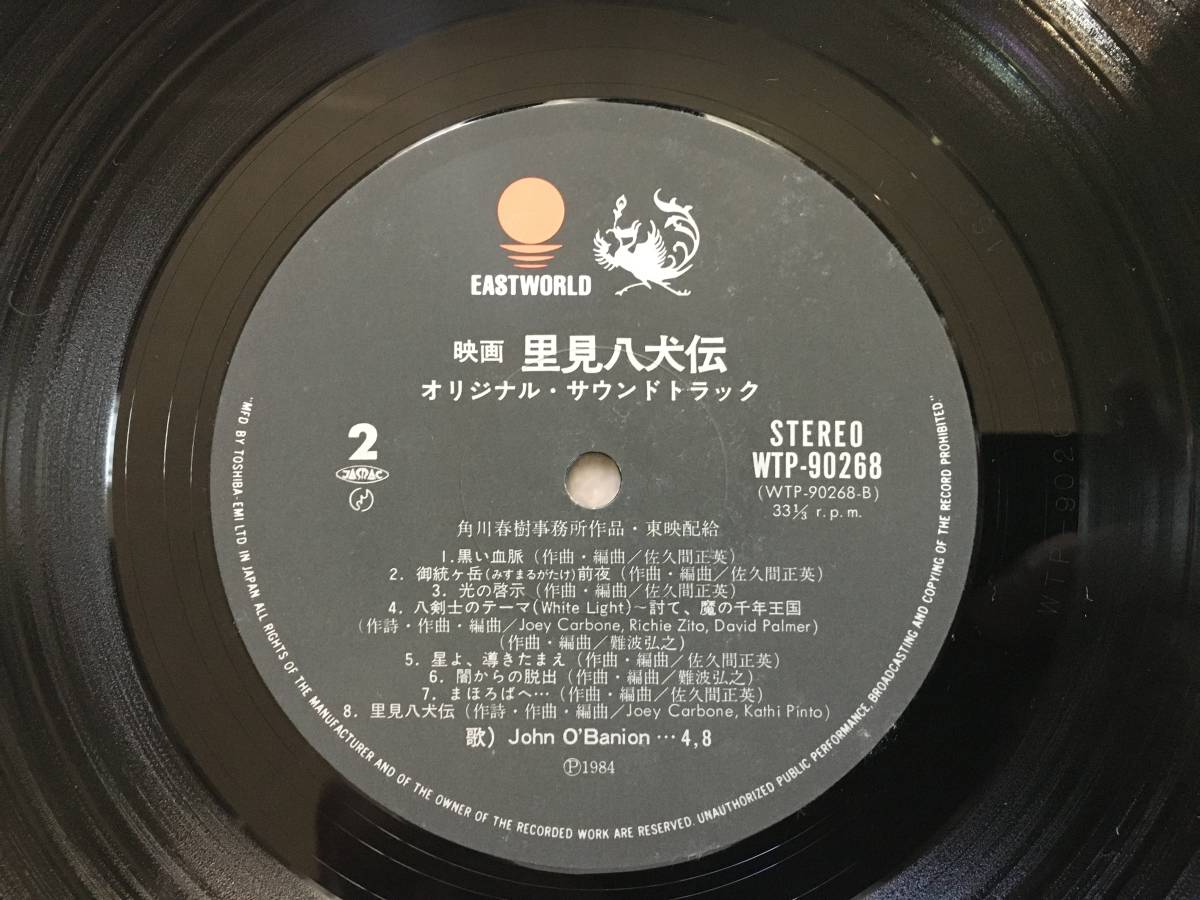 EASTWORLD
映画 里見八犬伝
オリジナル・サウンドトラック
2
JASRAC
STEREO
WTP-90268
(WTP-90268-B)
33⅓ r.p.m.
角川春樹事務所作品・東映配給
1.黒い血脈(作曲・編曲/佐久間正英)
2. 御統ヶ岳(みすまるがたけ)前夜(作曲・編曲/佐久間正英)
3. 光の啓示(作曲・編曲/佐久間正英)
4. 八剣士のテーマ(White Light)~討て、魔の千年王国
(作詩・作曲・編曲/Joey Carbone, Richie Zito, David Palmer)
(作曲・編曲/難波弘之)
5. 星よ、導きたまえ(作曲・編曲/佐久間正英)
6. 闇からの脱出(作曲・編曲/難波弘之)
7. まほろばへ…(作曲・編曲/佐久間正英)
8. 里見八犬伝(作詩・作曲・編曲/Joey Carbone, Kathi Pinto)
歌) John O'Banion…4,8
Ⓟ1984
"MFD BY TOSHIBA-EMI LTD IN JAPAN ALL RIGHTS OF THE MANUFACTURER AND OF THE OWNER OF THE RECORDED WORK ARE RESERVED. UNAUTHORIZED PUBLIC PERFORMANCE, BROADCASTING AND COPYING OF THE RECORD PROHIBITED."